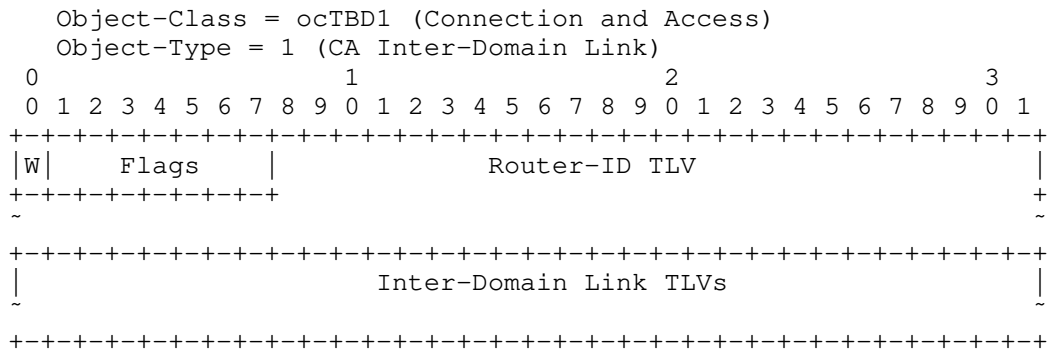 Object-Class = ocTBD1 (Connection and Access)
Object-Type = 1 (CA Inter-Domain Link)
 0                   1                   2                   3
 0 1 2 3 4 5 6 7 8 9 0 1 2 3 4 5 6 7 8 9 0 1 2 3 4 5 6 7 8 9 0 1
+-+-+-+-+-+-+-+-+-+-+-+-+-+-+-+-+-+-+-+-+-+-+-+-+-+-+-+-+-+-+-+-+
|W|    Flags    |             Router-ID TLV                     |
+-+-+-+-+-+-+-+-+                                               +
~                                                               ~
+-+-+-+-+-+-+-+-+-+-+-+-+-+-+-+-+-+-+-+-+-+-+-+-+-+-+-+-+-+-+-+-+
|                      Inter-Domain Link TLVs                   |
~                                                               ~
+-+-+-+-+-+-+-+-+-+-+-+-+-+-+-+-+-+-+-+-+-+-+-+-+-+-+-+-+-+-+-+-+